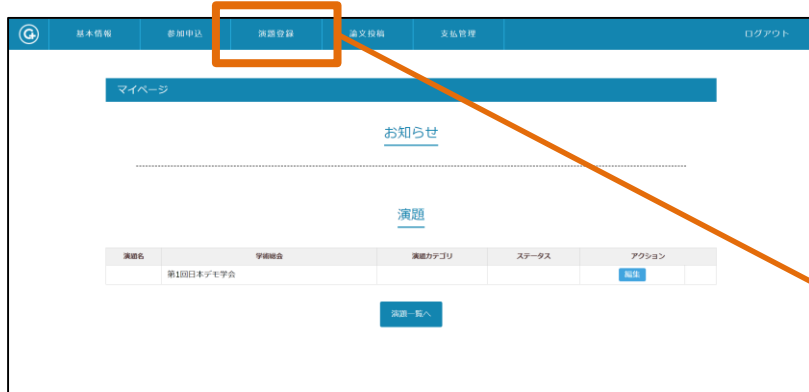 基本情報 参加申込 演題登録 論文投稿 支払管理 ログアウト
マイページ
お知らせ
演題
演題名 学術総会 演題カテゴリ ステータス アクション
第1回日本デモ学会 編集
演題一覧へ